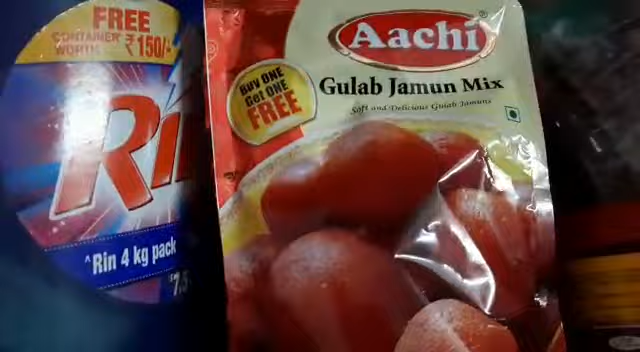 FREE
CONTAINER*
WORTH ₹150/-
Rin
^Rin 4 kg pack
Aachi®
Buy ONE
Get ONE
FREE
Gulab Jamun Mix
Soft and Delicious Gulab Jamuns